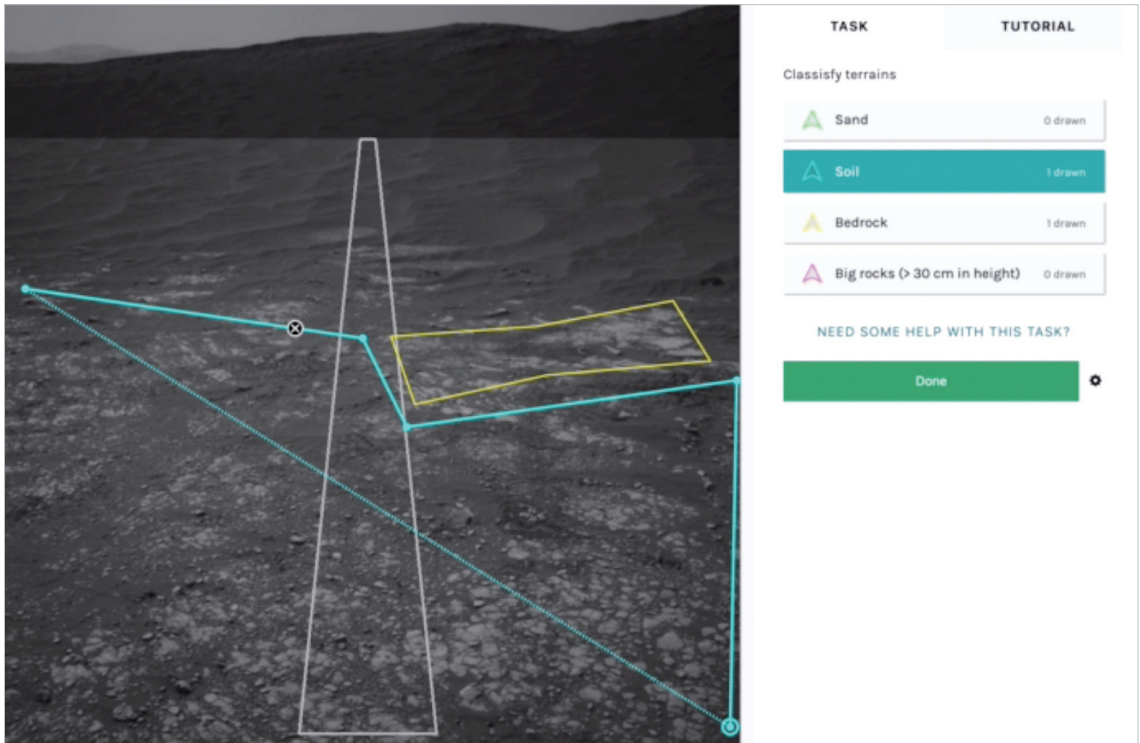 TASK
TUTORIAL
Classisfy terrains
Sand 0 drawn
Soil 1 drawn
Bedrock 1 drawn
Big rocks (> 30 cm in height) 0 drawn
NEED SOME HELP WITH THIS TASK?
Done